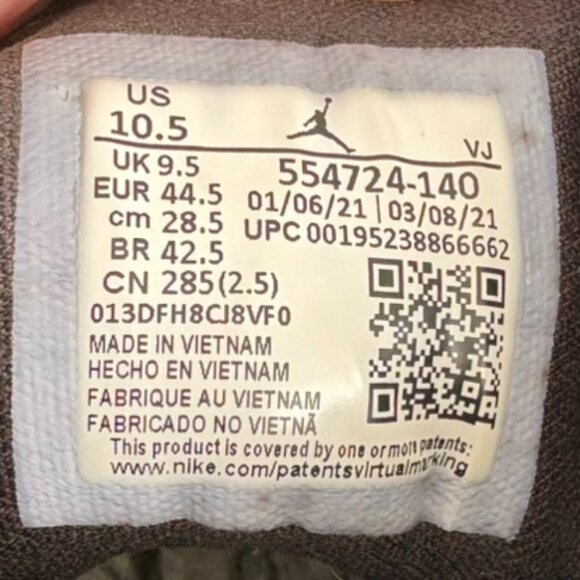 US
10.5
VJ
UK 9.5
554724-140
EUR 44.5
01/06/21 | 03/08/21
cm 28.5
UPC 00195238866662
BR 42.5
CN 285(2.5)
013DFH8CJ8VF0
MADE IN VIETNAM
HECHO EN VIETNAM
FABRIQUE AU VIETNAM
FABRICADO NO VIETNÃ
This product is covered by one or more patents:
www.nike.com/patentsvirtualmarking